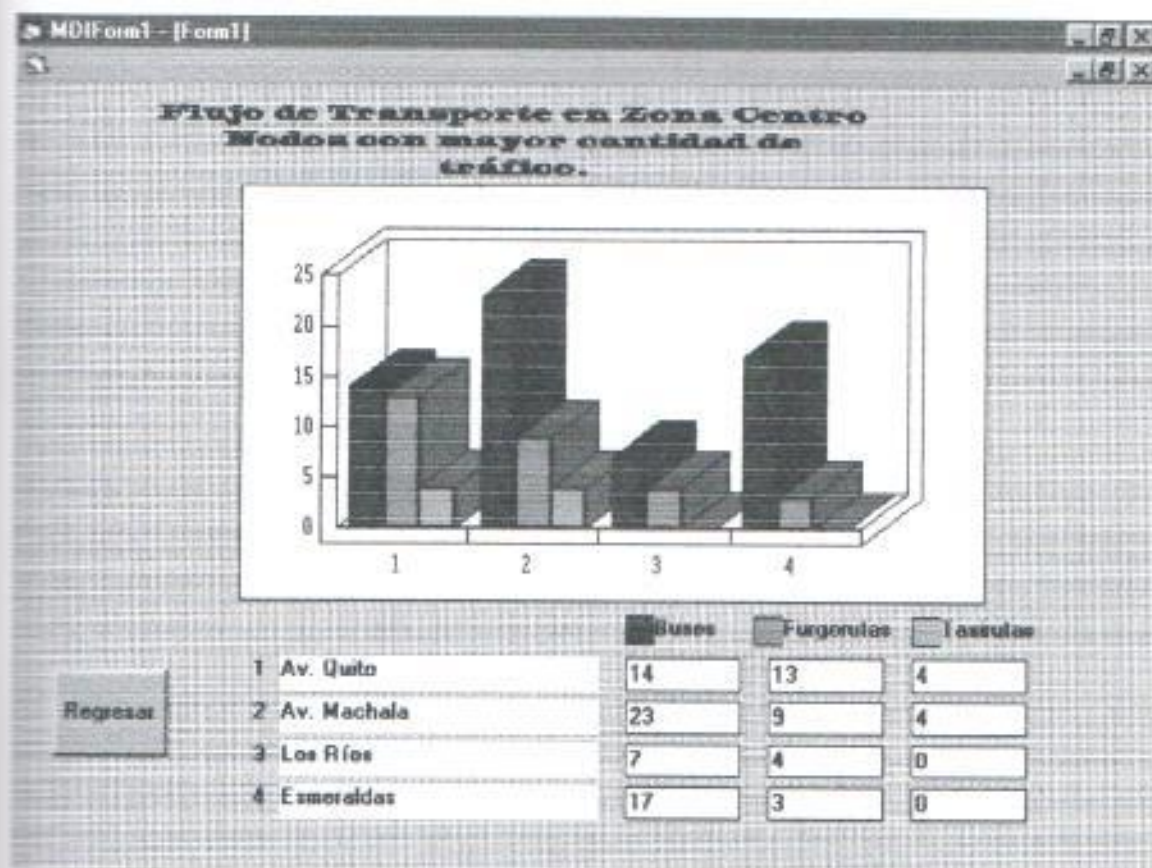 MDIForm1 - [Form1]
Flujo de Transporte en Zona Centro
Nodos con mayor cantidad de
tráfico.
25
20
15
10
5
0
1 2 3 4
Buses Furgorutas Taxirutas
1 Av. Quito 14 13 4
2 Av. Machala 23 9 4
3 Los Ríos 7 4 0
4 Esmeraldas 17 3 0
Regresar